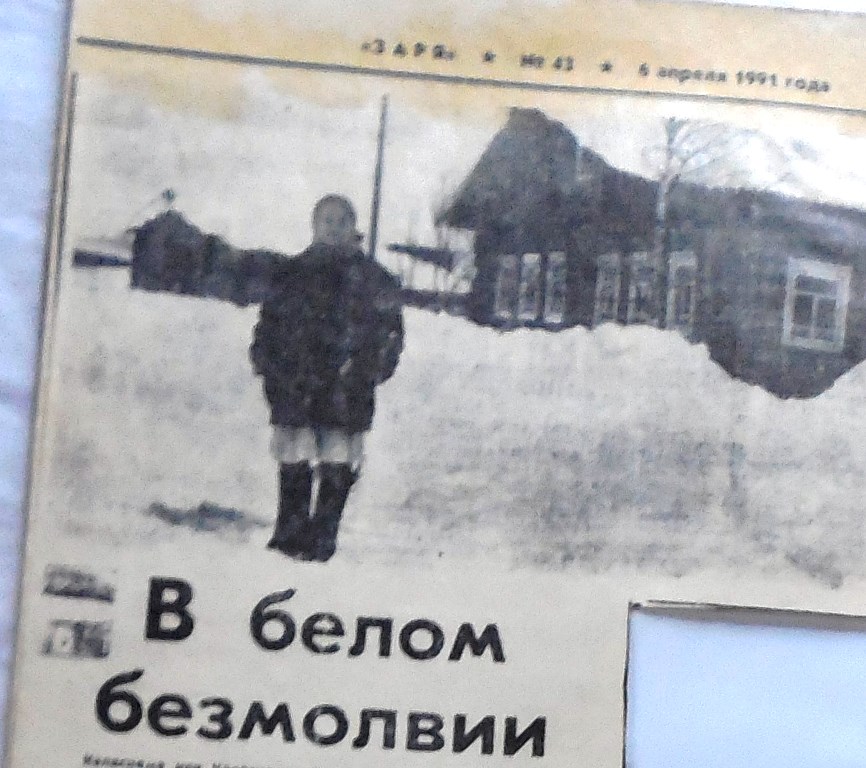 «ЗАРЯ» ★ № 43 ★ 6 апреля 1991 года
В белом
безмолвии